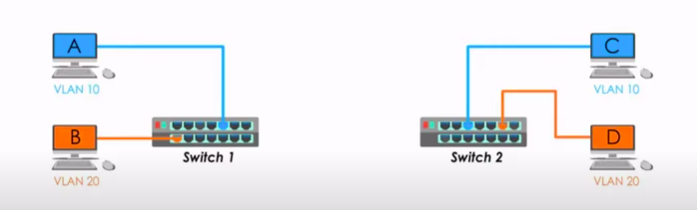 A
C
VLAN 10
VLAN 10
B
D
Switch 1
Switch 2
VLAN 20
VLAN 20